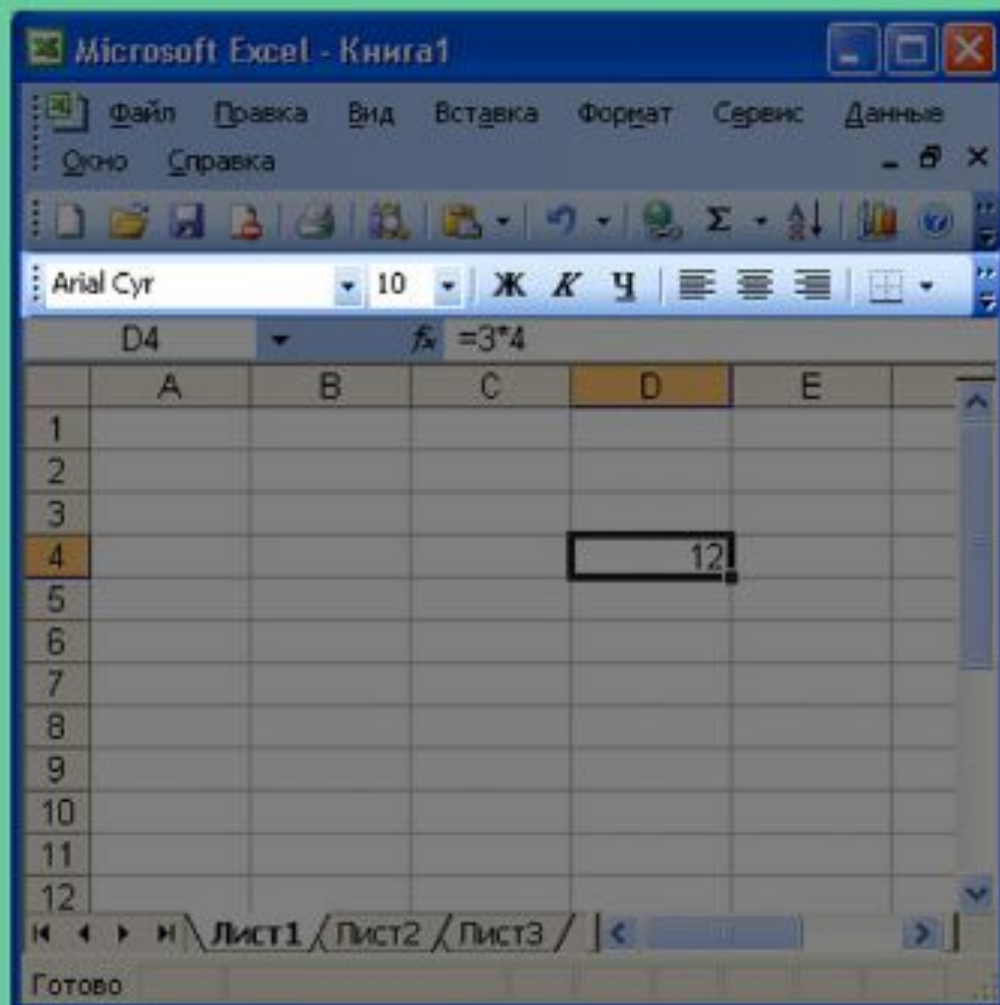 Microsoft Excel - Книга1
Файл Правка Вид Вставка Формат Сервис Данные
Окно Справка
Arial Cyr 10 Ж К Ч
D4 fx =3*4
A B C D E
1
2
3
4 12
5
6
7
8
9
10
11
12
Лист1 Лист2 Лист3
Готово